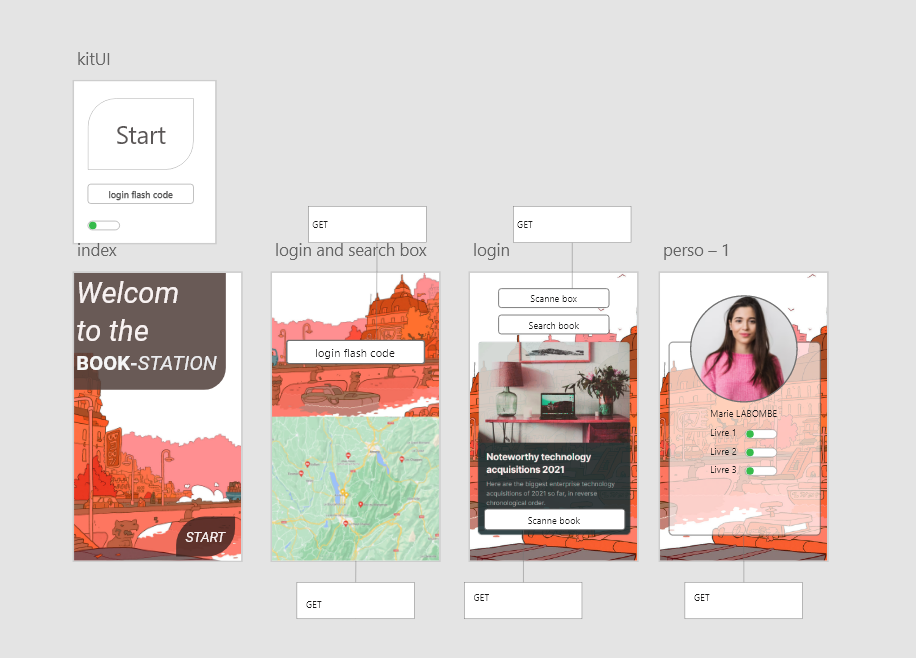 kitUI
Start
login flash code
GET
GET
index
login and search box
login
perso – 1
Welcom
to the
BOOK-STATION
START
login flash code
Scanne box
Search book
Noteworthy technology
acquisitions 2021
Here are the biggest enterprise technology
acquisitions of 2021 so far, in reverse
chronological order.
Scanne book
Marie LABOMBE
Livre 1
Livre 2
Livre 3
GET
GET
GET